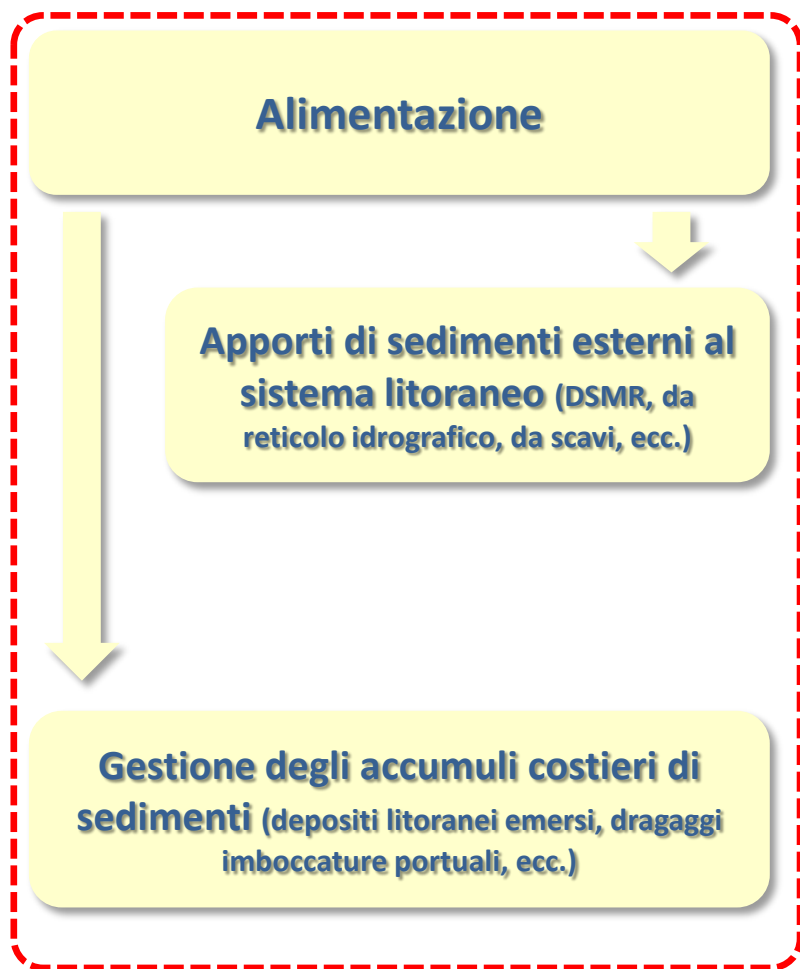 Alimentazione
Apporti di sedimenti esterni al
sistema litoraneo (DSMR, da
reticolo idrografico, da scavi, ecc.)
Gestione degli accumuli costieri di
sedimenti (depositi litoranei emersi, dragaggi
imboccature portuali, ecc.)